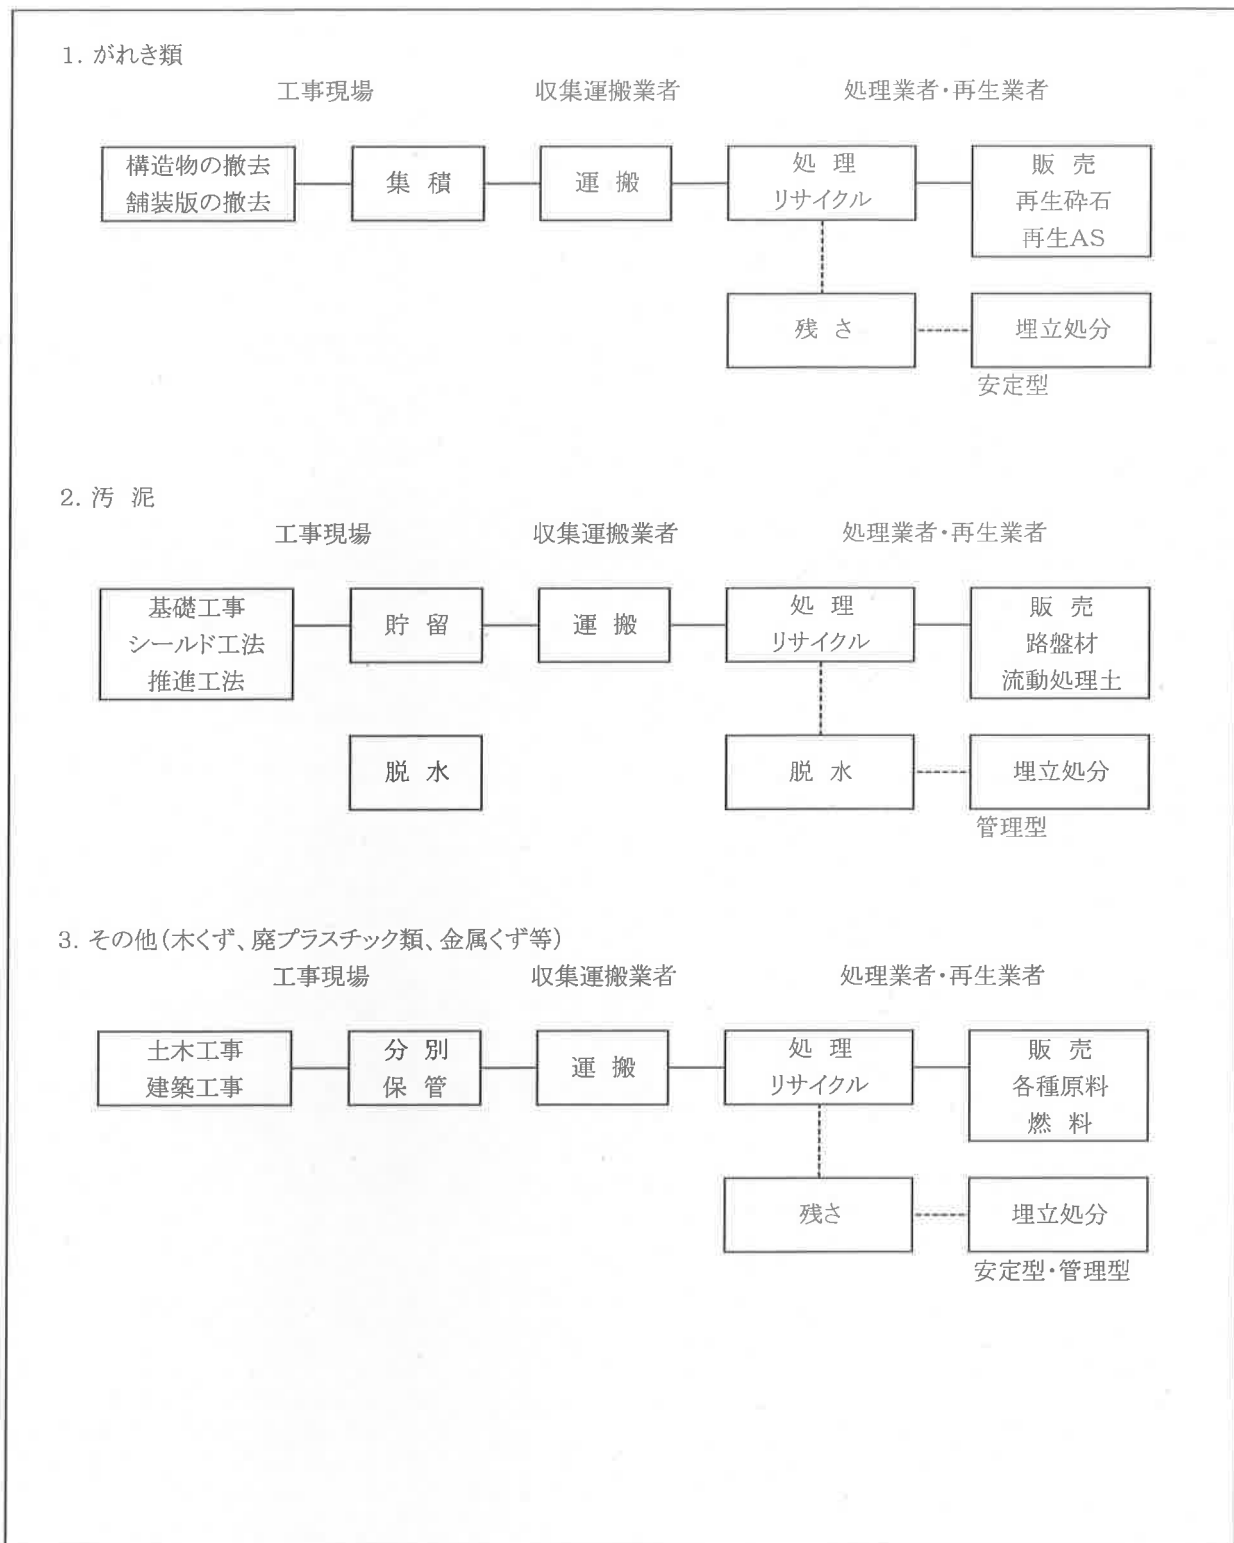 1. がれき類
工事現場 収集運搬業者 処理業者・再生業者
構造物の撤去
舗装版の撤去
集 積
運 搬
処 理
リサイクル
販 売
再生砕石
再生AS
残 さ
埋立処分
安定型
2. 汚 泥
工事現場 収集運搬業者 処理業者・再生業者
基礎工事
シールド工法
推進工法
貯 留
運 搬
処 理
リサイクル
販 売
路盤材
流動処理土
脱 水
脱 水
埋立処分
管理型
3. その他(木くず、廃プラスチック類、金属くず等)
工事現場 収集運搬業者 処理業者・再生業者
土木工事
建築工事
分 別
保 管
運 搬
処 理
リサイクル
販 売
各種原料
燃 料
残さ
埋立処分
安定型・管理型